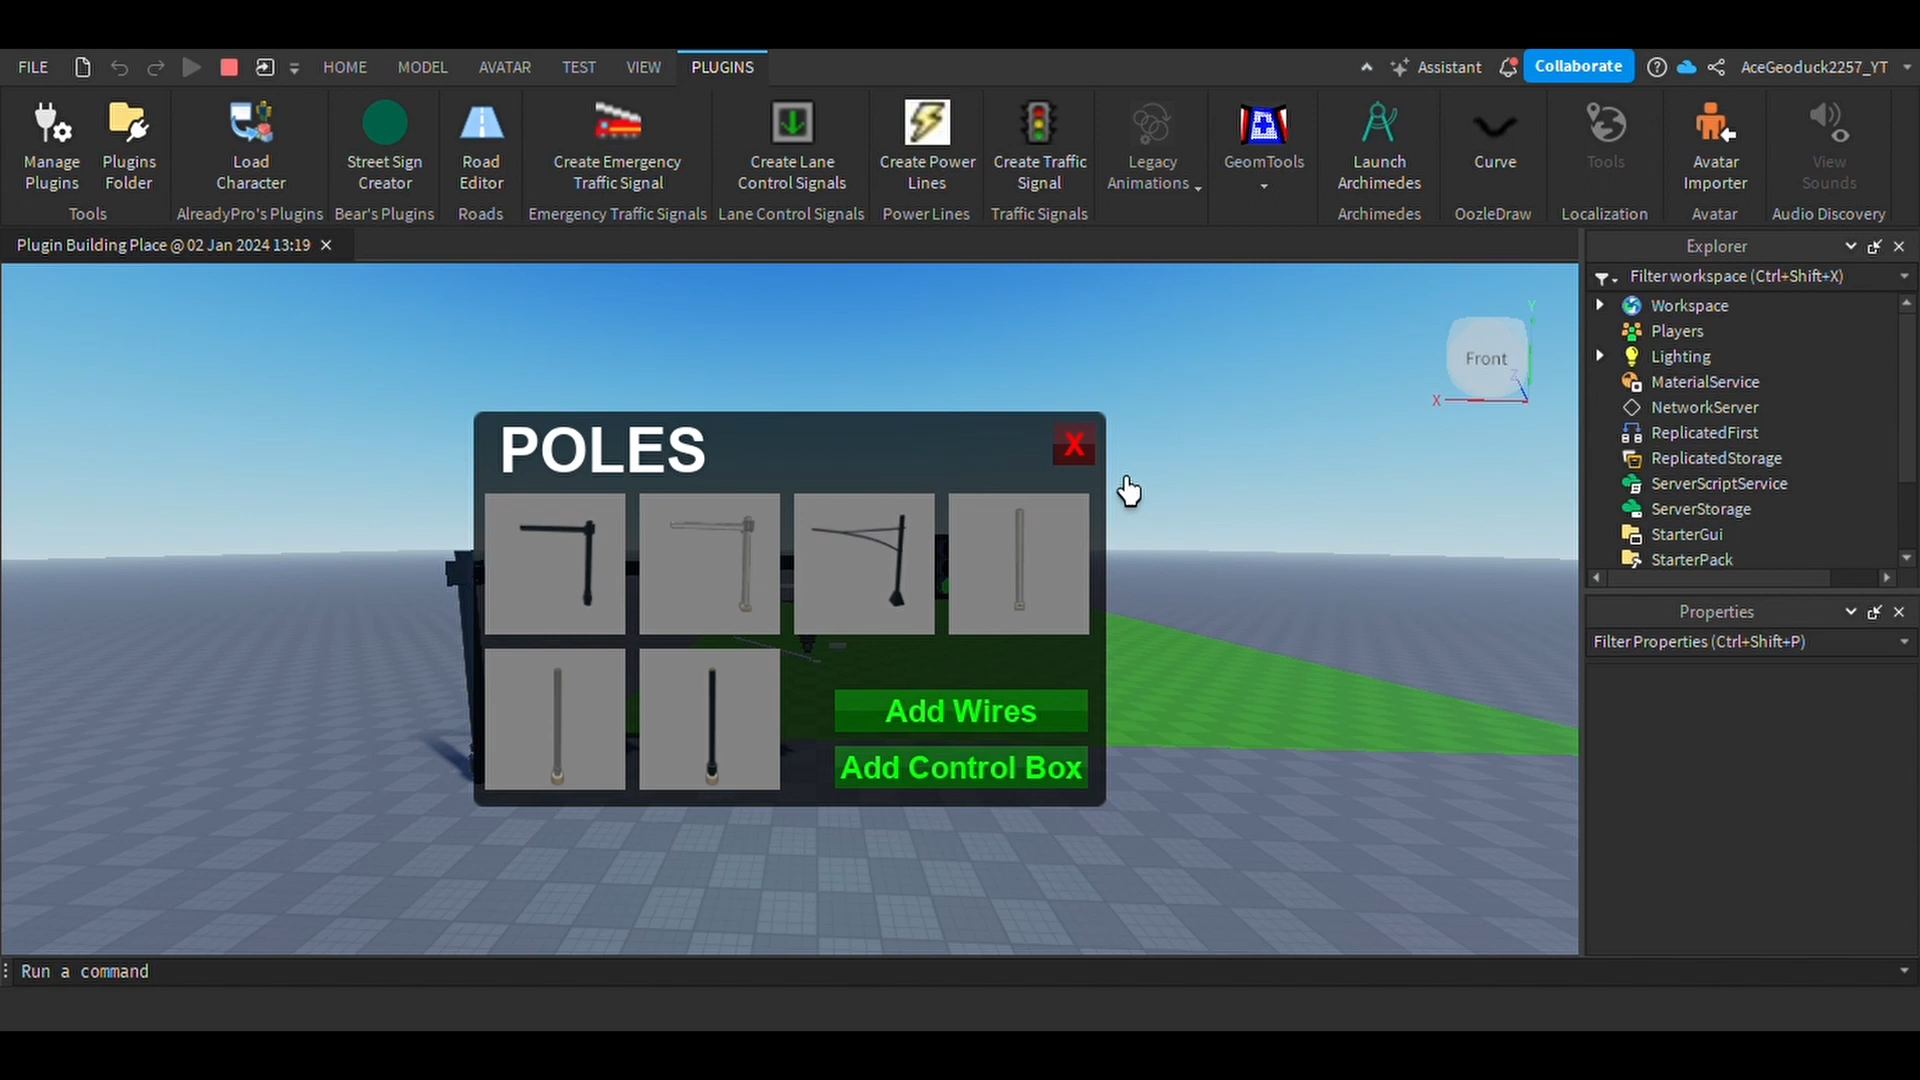 FILE HOME MODEL AVATAR TEST VIEW PLUGINS Assistant Collaborate AceGeoduck2257_YT
Manage Plugins
Plugins Folder
Tools
Load Character
AlreadyPro's Plugins
Street Sign Creator
Bear's Plugins
Road Editor
Roads
Create Emergency Traffic Signal
Emergency Traffic Signals
Create Lane Control Signals
Lane Control Signals
Create Power Lines
Power Lines
Create Traffic Signal
Traffic Signals
Legacy Animations
GeomTools
Launch Archimedes
Archimedes
Curve
OozleDraw
Tools
Localization
Avatar Importer
Avatar
View Sounds
Audio Discovery
Plugin Building Place @ 02 Jan 2024 13:19
Front
X
Y
Z
POLES
X
Add Wires
Add Control Box
Explorer
Filter workspace (Ctrl+Shift+X)
Workspace
Players
Lighting
MaterialService
NetworkServer
ReplicatedFirst
ReplicatedStorage
ServerScriptService
ServerStorage
StarterGui
StarterPack
Properties
Filter Properties (Ctrl+Shift+P)
Run a command